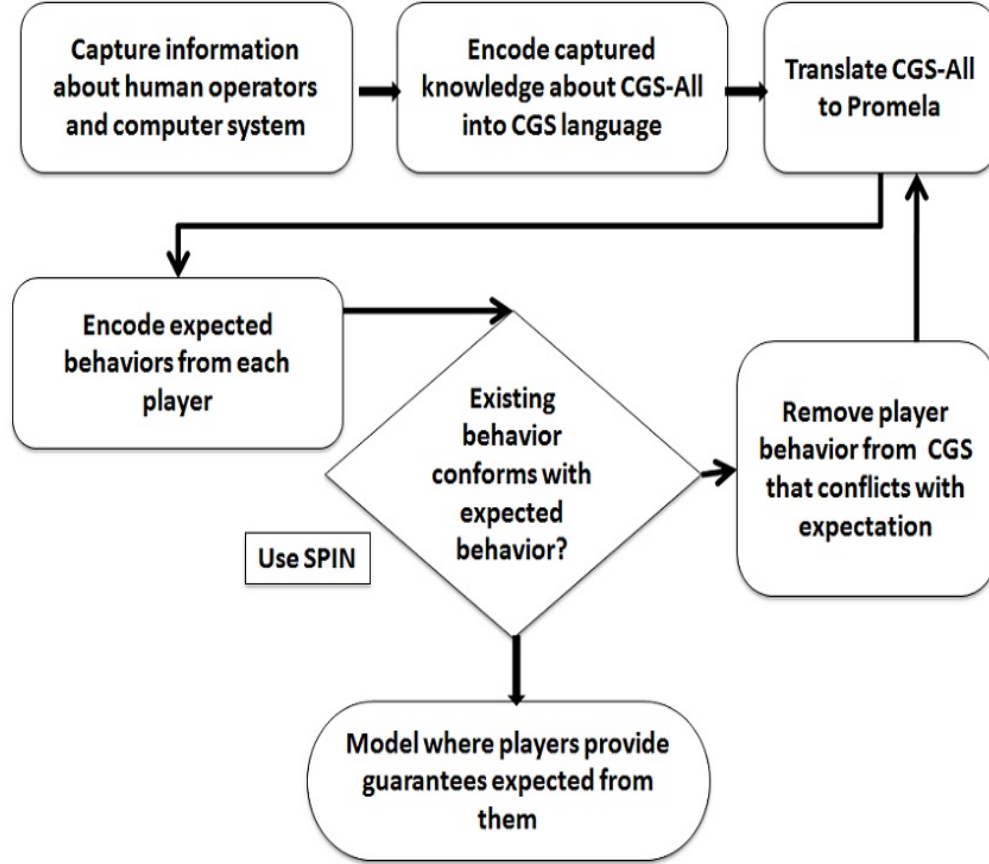 Capture information
about human operators
and computer system
Encode captured
knowledge about CGS-All
into CGS language
Translate CGS-All
to Promela
Encode expected
behaviors from each
player
Existing
behavior
conforms with
expected
behavior?
Use SPIN
Remove player
behavior from CGS
that conflicts with
expectation
Model where players provide
guarantees expected from
them